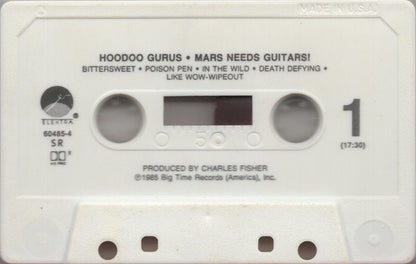 MADE IN U.S.A.
HOODOO GURUS • MARS NEEDS GUITARS!
BITTERSWEET • POISON PEN • IN THE WILD • DEATH DEFYING •
LIKE WOW-WIPEOUT
ELEKTRA
60485-4
SR
50
1
(17:30)
PRODUCED BY CHARLES FISHER
℗1985 Big Time Records (America), Inc.